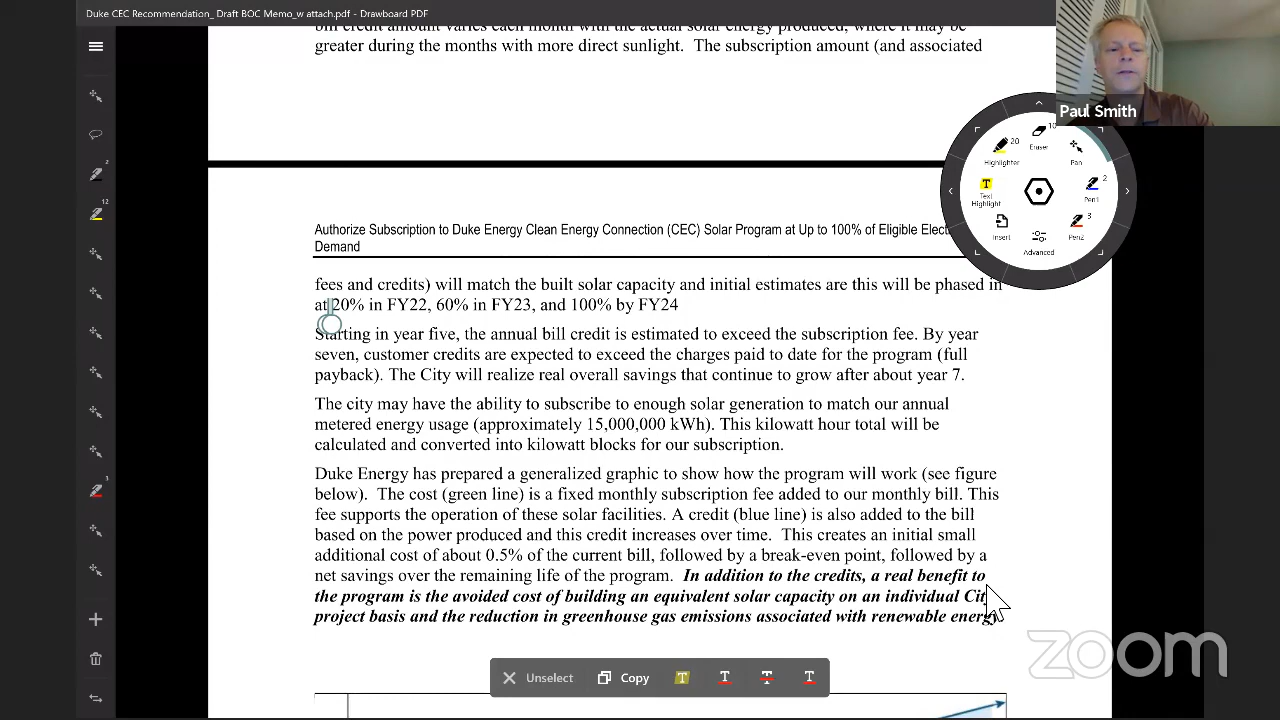 Duke CEC Recommendation_ Draft BOC Memo_w attach.pdf - Drawboard PDF
bill credit amount varies each month with the actual solar energy produced, where it may be
greater during the months with more direct sunlight. The subscription amount (and associated
Paul Smith
10
20
Eraser
Highlighter
Pan
Text
Highlight
2
Pen1
3
Insert
Pen2
Advanced
2
12
3
Authorize Subscription to Duke Energy Clean Energy Connection (CEC) Solar Program at Up to 100% of Eligible
Demand
fees and credits) will match the built solar capacity and initial estimates are this will be phased in
at 20% in FY22, 60% in FY23, and 100% by FY24
Starting in year five, the annual bill credit is estimated to exceed the subscription fee. By year
seven, customer credits are expected to exceed the charges paid to date for the program (full
payback). The City will realize real overall savings that continue to grow after about year 7.
The city may have the ability to subscribe to enough solar generation to match our annual
metered energy usage (approximately 15,000,000 kWh). This kilowatt hour total will be
calculated and converted into kilowatt blocks for our subscription.
Duke Energy has prepared a generalized graphic to show how the program will work (see figure
below). The cost (green line) is a fixed monthly subscription fee added to our monthly bill. This
fee supports the operation of these solar facilities. A credit (blue line) is also added to the bill
based on the power produced and this credit increases over time. This creates an initial small
additional cost of about 0.5% of the current bill, followed by a break-even point, followed by a
net savings over the remaining life of the program. In addition to the credits, a real benefit to
the program is the avoided cost of building an equivalent solar capacity on an individual City
project basis and the reduction in greenhouse gas emissions associated with renewable energy
zoom
Unselect
Copy
T
T
T
T